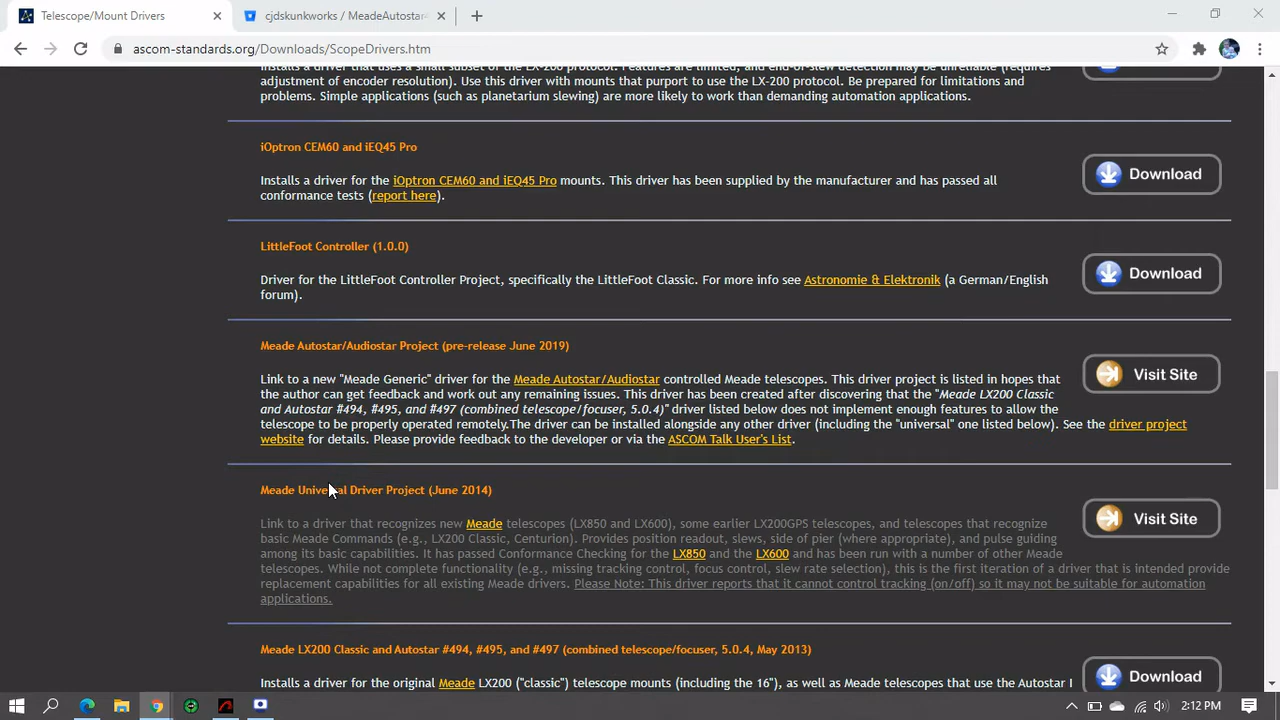 Telescope/Mount Drivers
cjdskunkworks / MeadeAutostar4
ascom-standards.org/Downloads/ScopeDrivers.htm
Installs a driver that uses a small subset of the LX-200 protocol. Features are limited, and end-of-slew detection may be unreliable (requires
adjustment of encoder resolution). Use this driver with mounts that purport to use the LX-200 protocol. Be prepared for limitations and
problems. Simple applications (such as planetarium slewing) are more likely to work than demanding automation applications.
iOptron CEM60 and iEQ45 Pro
Installs a driver for the iOptron CEM60 and iEQ45 Pro mounts. This driver has been supplied by the manufacturer and has passed all
conformance tests (report here).
Download
LittleFoot Controller (1.0.0)
Driver for the LittleFoot Controller Project, specifically the LittleFoot Classic. For more info see Astronomie & Elektronik (a German/English
forum).
Download
Meade Autostar/Audiostar Project (pre-release June 2019)
Link to a new "Meade Generic" driver for the Meade Autostar/Audiostar controlled Meade telescopes. This driver project is listed in hopes that
the author can get feedback and work out any remaining issues. This driver has been created after discovering that the "Meade LX200 Classic
and Autostar #494, #495, and #497 (combined telescope/focuser, 5.0.4)" driver listed below does not implement enough features to allow the
telescope to be properly operated remotely.The driver can be installed alongside any other driver (including the "universal" one listed below). See the driver project
website for details. Please provide feedback to the developer or via the ASCOM Talk User's List.
Visit Site
Meade Universal Driver Project (June 2014)
Link to a driver that recognizes new Meade telescopes (LX850 and LX600), some earlier LX200GPS telescopes, and telescopes that recognize
basic Meade Commands (e.g., LX200 Classic, Centurion). Provides position readout, slews, side of pier (where appropriate), and pulse guiding
among its basic capabilities. It has passed Conformance Checking for the LX850 and the LX600 and has been run with a number of other Meade
telescopes. While not complete functionality (e.g., missing tracking control, focus control, slew rate selection), this is the first iteration of a driver that is intended provide
replacement capabilities for all existing Meade drivers. Please Note: This driver reports that it cannot control tracking (on/off) so it may not be suitable for automation
applications.
Visit Site
Meade LX200 Classic and Autostar #494, #495, and #497 (combined telescope/focuser, 5.0.4, May 2013)
Installs a driver for the original Meade LX200 ("classic") telescope mounts (including the 16"), as well as Meade telescopes that use the Autostar I
Download
2:12 PM